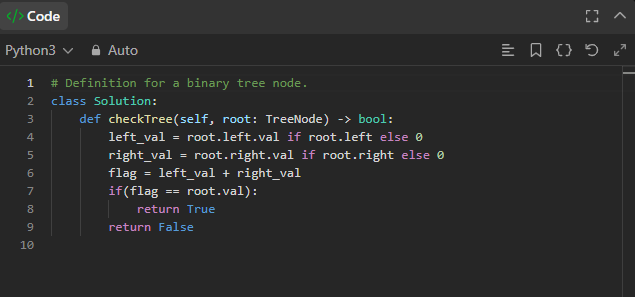 </> Code
Python3 Auto
1 # Definition for a binary tree node.
2 class Solution:
3     def checkTree(self, root: TreeNode) -> bool:
4         left_val = root.left.val if root.left else 0
5         right_val = root.right.val if root.right else 0
6         flag = left_val + right_val
7         if(flag == root.val):
8             return True
9         return False
10